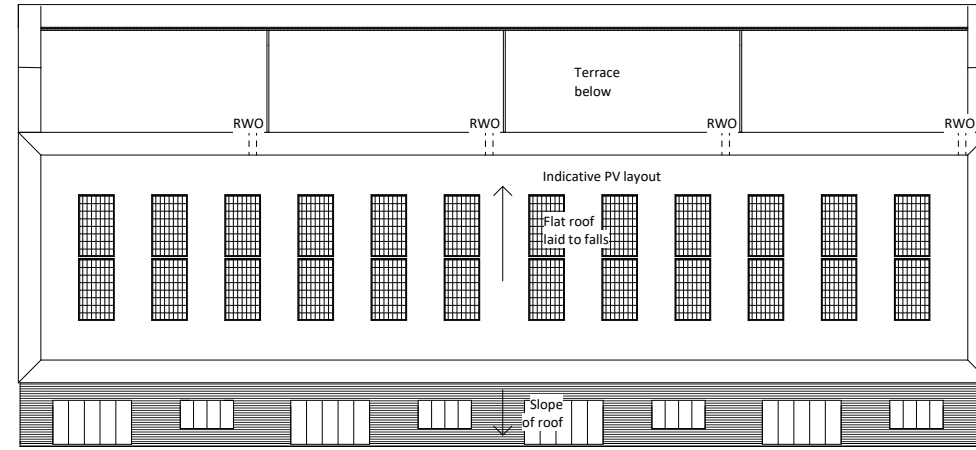 Terrace
below
RWO
RWO
RWO
RWO
Indicative PV layout
Flat roof
laid to falls
Slope
of roof